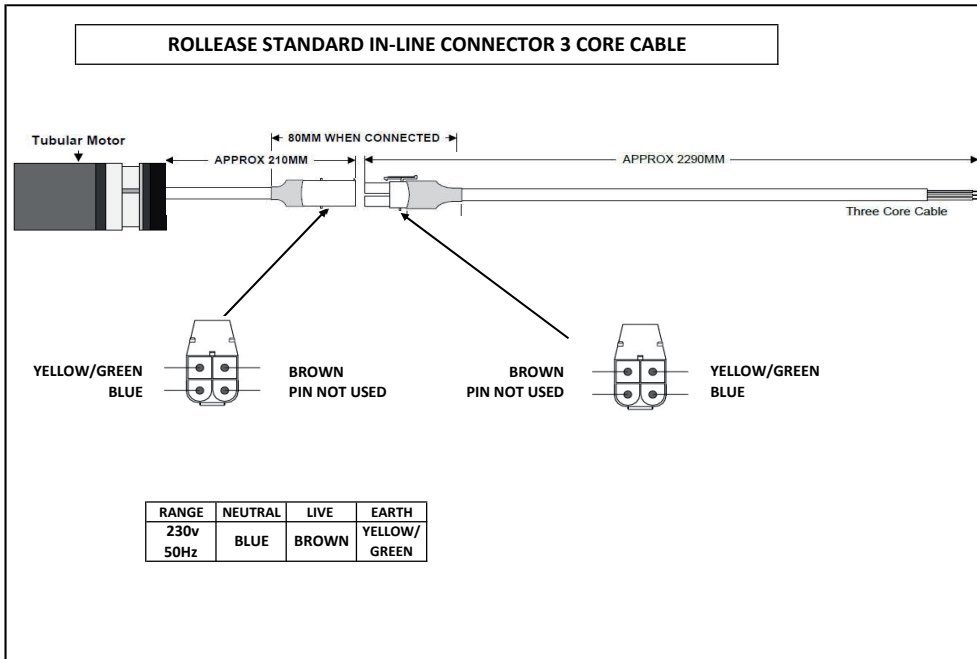 ROLLEASE STANDARD IN-LINE CONNECTOR 3 CORE CABLE
Tubular Motor
80MM WHEN CONNECTED
APPROX 210MM
APPROX 2290MM
Three Core Cable
YELLOW/GREEN
BLUE
BROWN
PIN NOT USED
BROWN
PIN NOT USED
YELLOW/GREEN
BLUE
RANGE NEUTRAL LIVE EARTH
230v 50Hz BLUE BROWN YELLOW/ GREEN